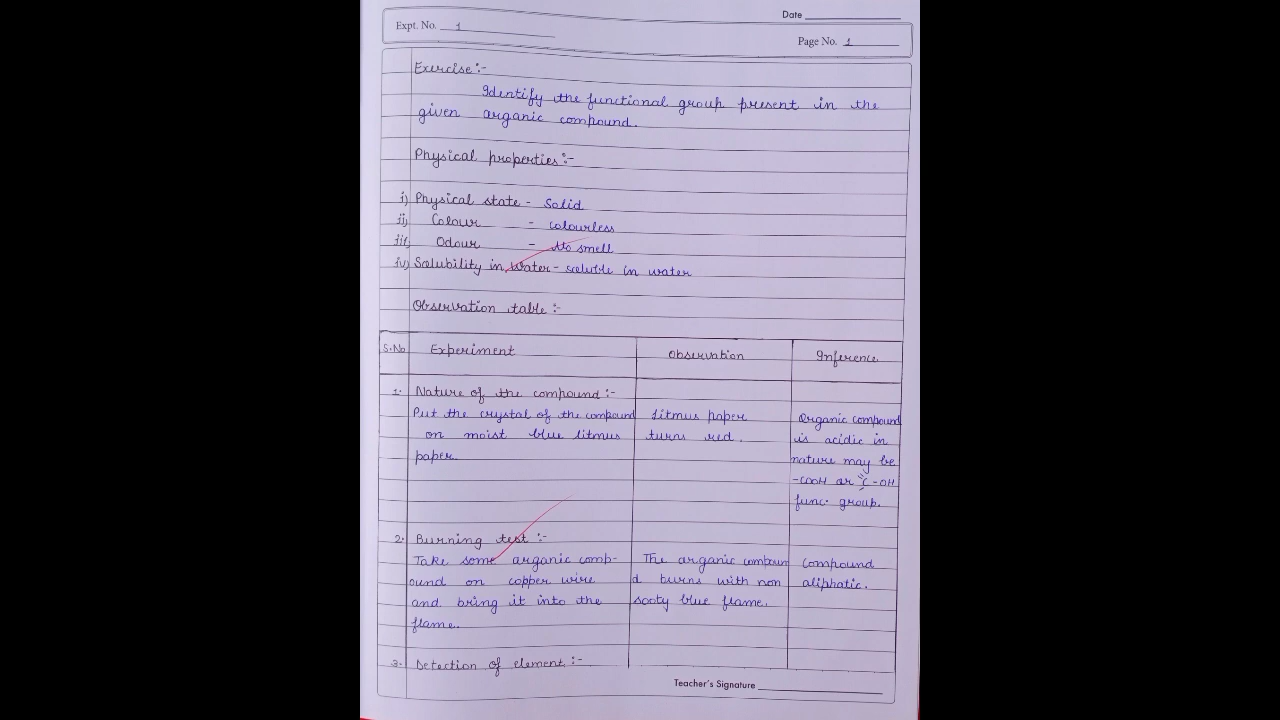 Date
Expt. No. 1
Page No. 1
Exercise:-
Identify the functional group present in the
given organic compound.
Physical properties:-
i) Physical state - Solid
ii) Colour - colourless
iii) Odour - No smell
iv) Solubility in water - soluble in water
Observation table:-
S.No Experiment Observation Inference
1. Nature of the compound:-
Put the crystal of the compound litmus paper Organic compound
on moist blue litmus turns red. is acidic in
paper. nature may be
-COOH or C-OH
func. group.
2. Burning test:-
Take some organic comp- The organic compoun compound
ound on copper wire d burns with non aliphatic.
and bring it into the sooty blue flame.
flame.
3. Detection of element:-
Teacher's Signature